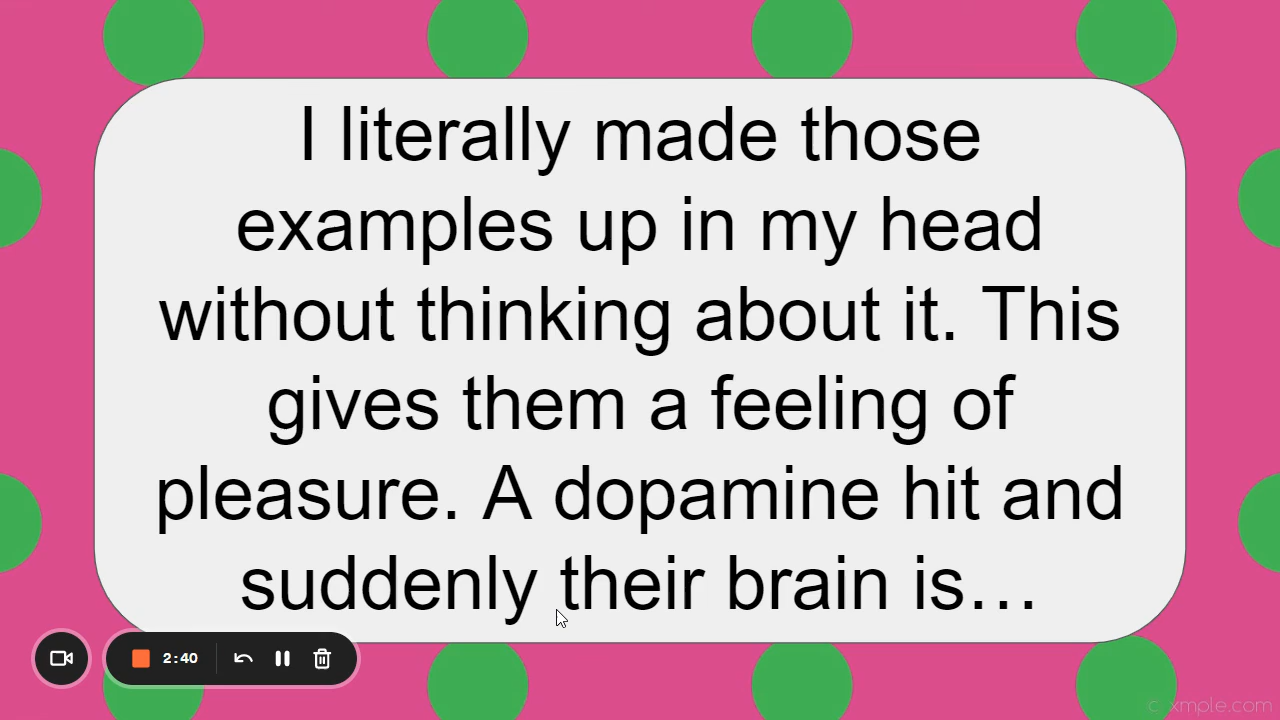 I literally made those
examples up in my head
without thinking about it. This
gives them a feeling of
pleasure. A dopamine hit and
suddenly their brain is…
2:40